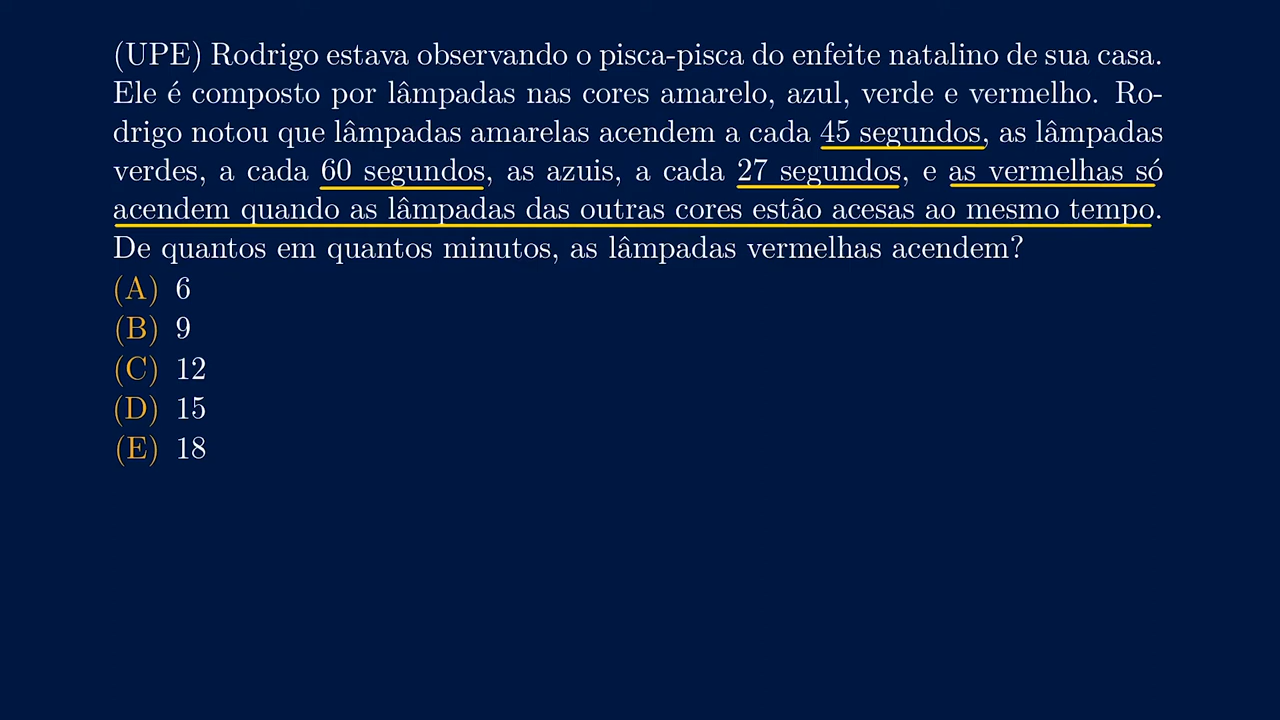 (UPE) Rodrigo estava observando o pisca-pisca do enfeite natalino de sua casa.
Ele é composto por lâmpadas nas cores amarelo, azul, verde e vermelho. Ro-
drigo notou que lâmpadas amarelas acendem a cada 45 segundos, as lâmpadas
verdes, a cada 60 segundos, as azuis, a cada 27 segundos, e as vermelhas só
acendem quando as lâmpadas das outras cores estão acesas ao mesmo tempo.
De quantos em quantos minutos, as lâmpadas vermelhas acendem?
(A) 6
(B) 9
(C) 12
(D) 15
(E) 18